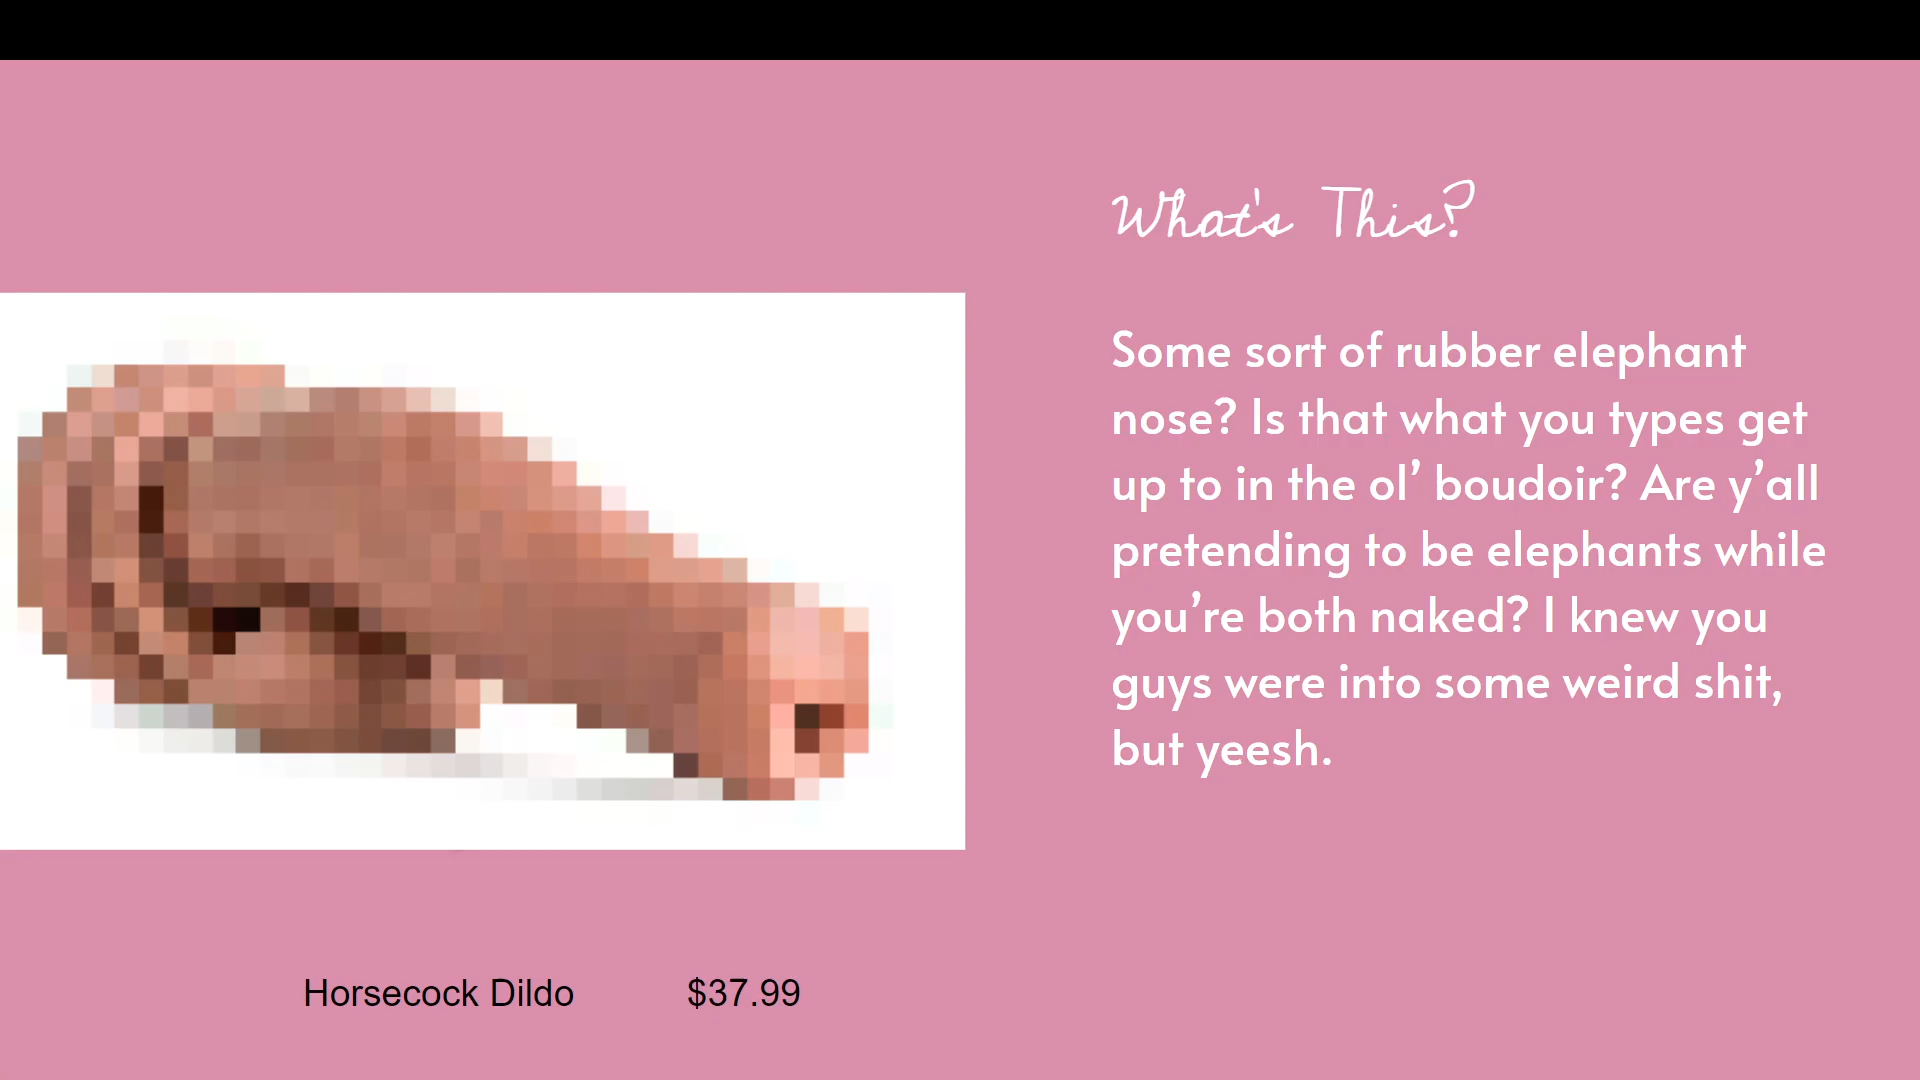 What's This?
Some sort of rubber elephant
nose? Is that what you types get
up to in the ol’ boudoir? Are y’all
pretending to be elephants while
you’re both naked? I knew you
guys were into some weird shit,
but yeesh.
Horsecock Dildo $37.99